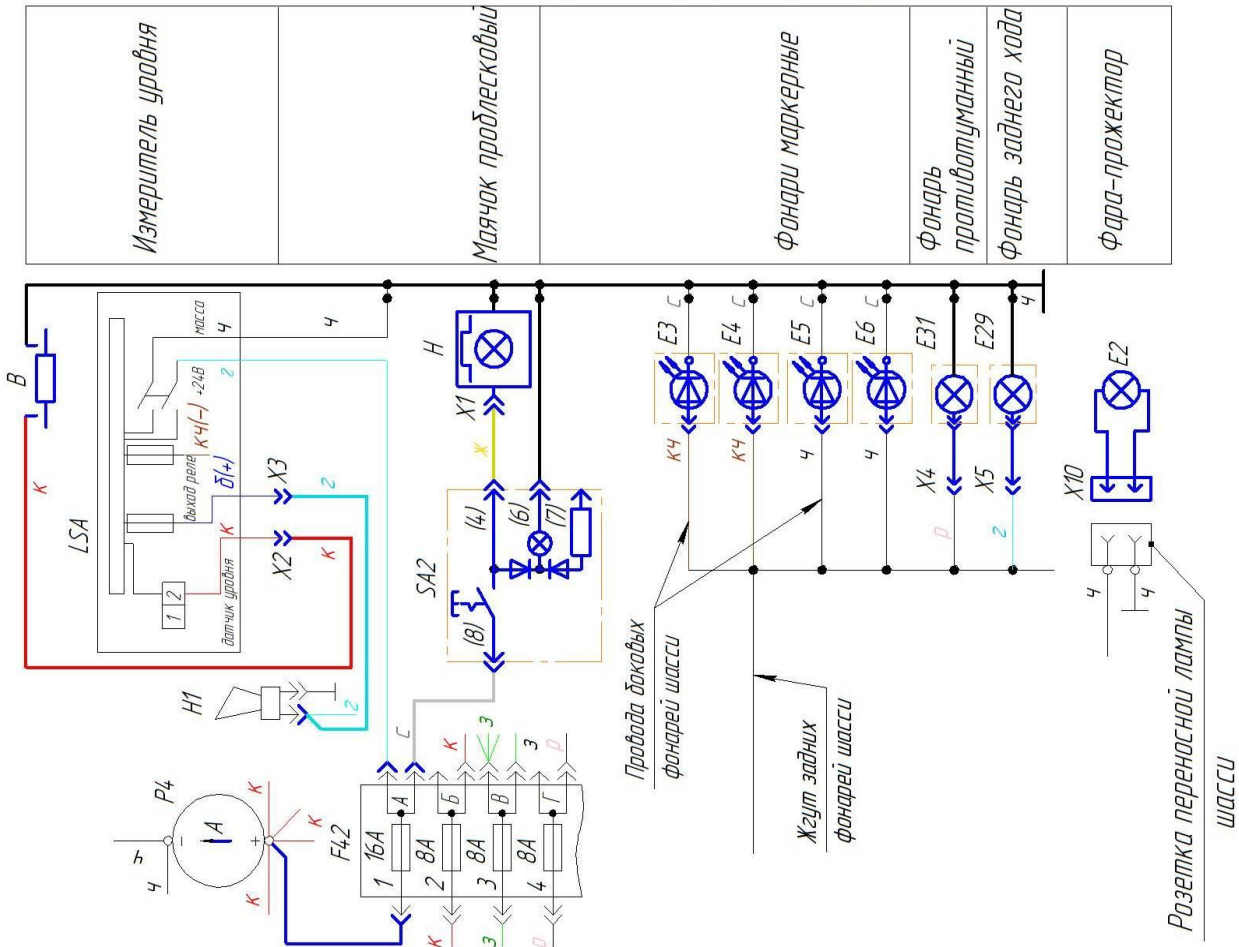 Измеритель уровня
Маячок проблесковый
Фонари маркерные
Фонарь
противотуманный
Фонарь заднего хода
Фара-прожектор
B
К
LSA
масса
Ч
Ч
г
+24В
КЧ(-)
выход реле
δ(+)
К
датчик уровня
1 2
X3
X2
г
К
H1
г
P4
А
-
+
Ч
Ч
К
К
К
F42
16А
8А
8А
8А
1
2
3
4
А
Б
В
Г
С
К
З
З
Р
К
З
Р
SA2
(8)
(4)
(6)
(7)
Ж
X1
H
E3
E4
E5
E6
E31
E29
С
С
С
С
Ч
КЧ
КЧ
Ч
Ч
X4
X5
Р
г
Провода боковых
фонарей шасси
Жгут задних
фонарей шасси
X10
E2
Ч
Ч
Розетка переносной лампы
шасси